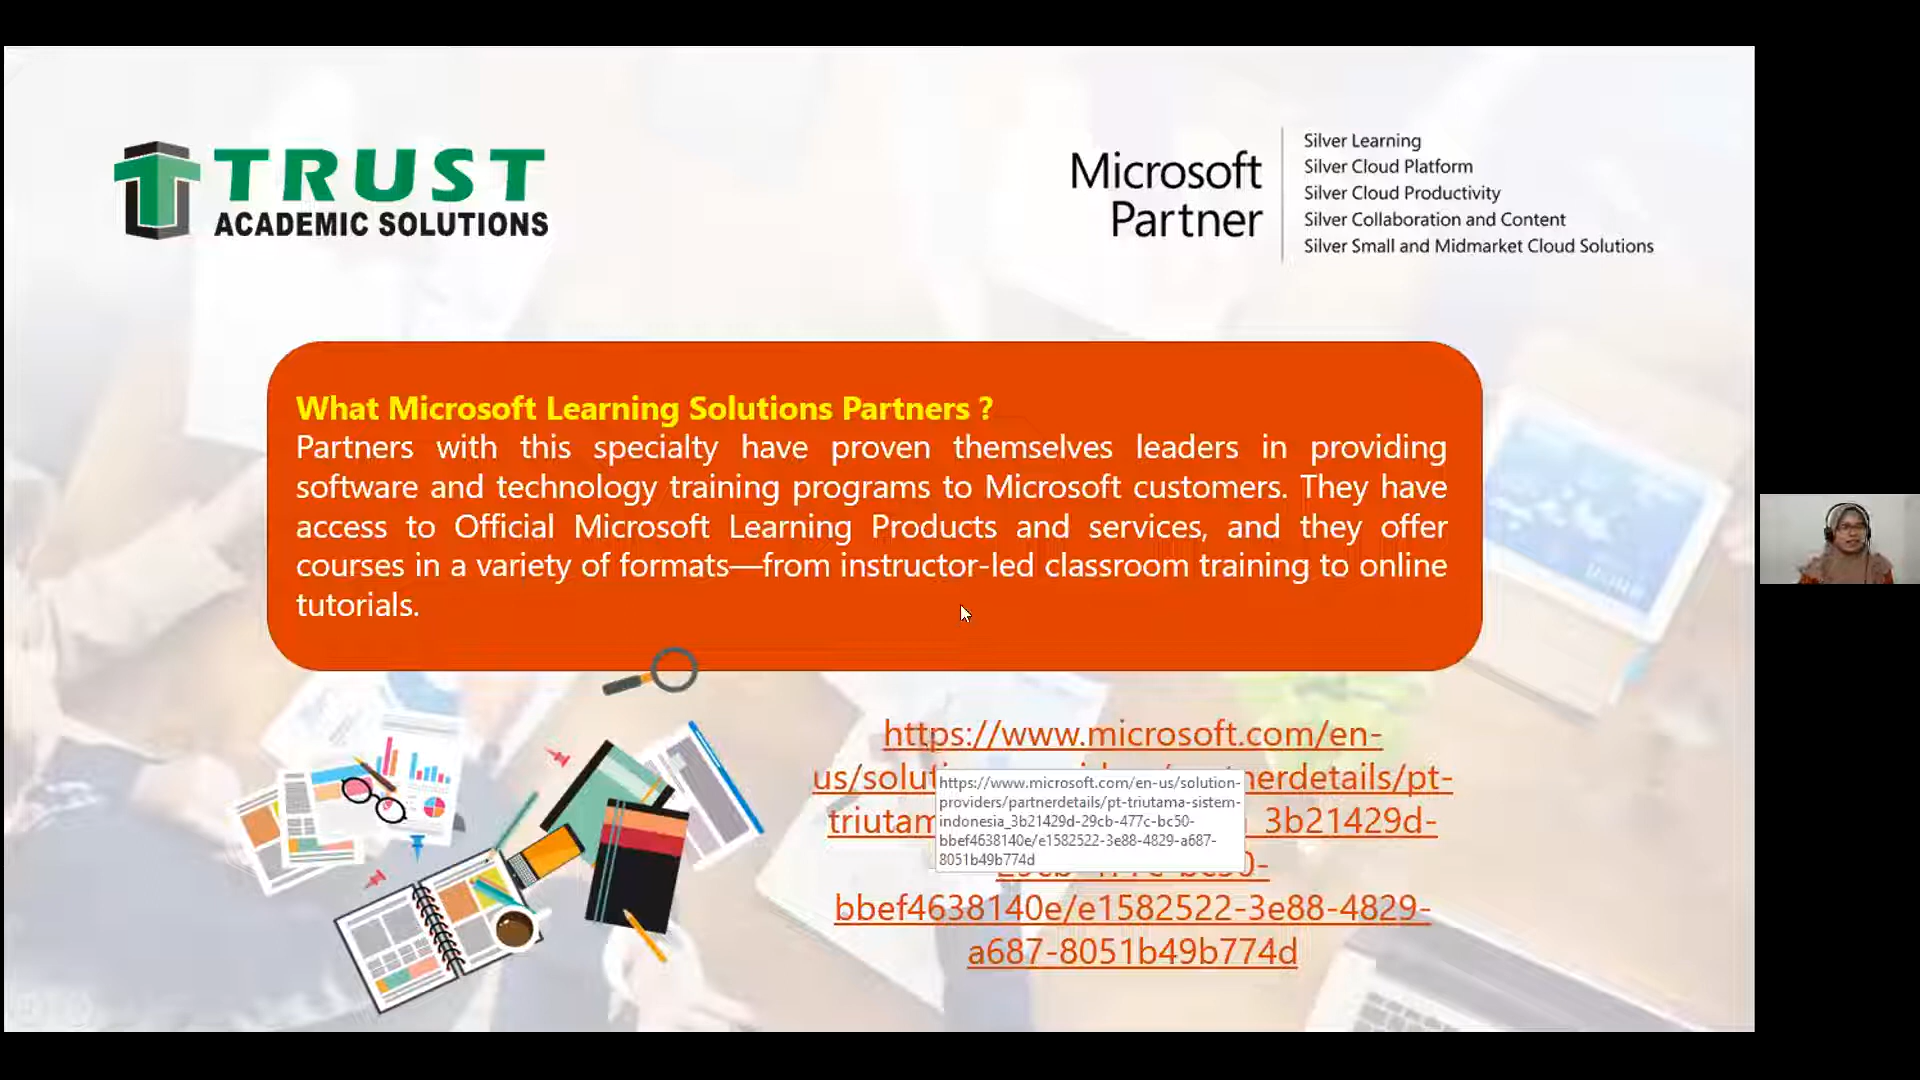 TRUST
ACADEMIC SOLUTIONS
Microsoft
Partner
Silver Learning
Silver Cloud Platform
Silver Cloud Productivity
Silver Collaboration and Content
Silver Small and Midmarket Cloud Solutions
What Microsoft Learning Solutions Partners ?
Partners with this specialty have proven themselves leaders in providing
software and technology training programs to Microsoft customers. They have
access to Official Microsoft Learning Products and services, and they offer
courses in a variety of formats—from instructor-led classroom training to online
tutorials.
https://www.microsoft.com/en-
us/solut nerdetails/pt-
triutam _3b21429d-
bbef4638140e/e1582522-3e88-4829-
a687-8051b49b774d
https://www.microsoft.com/en-us/solution-
providers/partnerdetails/pt-triutama-sistem-
indonesia_3b21429d-29cb-477c-bc50-
bbef4638140e/e1582522-3e88-4829-a687-
8051b49b774d